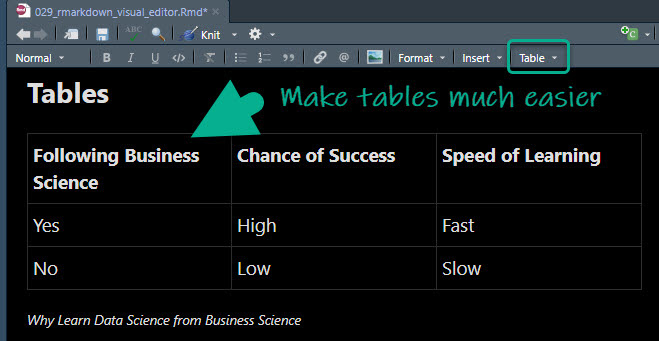 029_rmarkdown_visual_editor.Rmd*
ABC Knit
Normal B I U </> T Format Insert Table
Tables
Make tables much easier
Following Business Science Chance of Success Speed of Learning
Yes High Fast
No Low Slow
Why Learn Data Science from Business Science